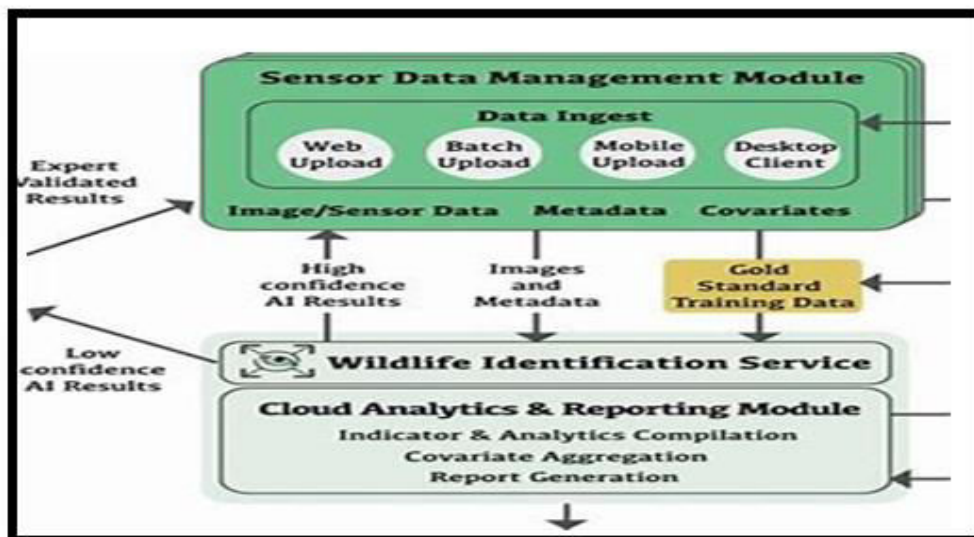 Sensor Data Management Module
Data Ingest
Web
Upload
Batch
Upload
Mobile
Upload
Desktop
Client
Image/Sensor Data Metadata Covariates
Expert
Validated
Results
High
confidence
AI Results
Images
and
Metadata
Gold
Standard
Training Data
Low
confidence
AI Results
Wildlife Identification Service
Cloud Analytics & Reporting Module
Indicator & Analytics Compilation
Covariate Aggregation
Report Generation